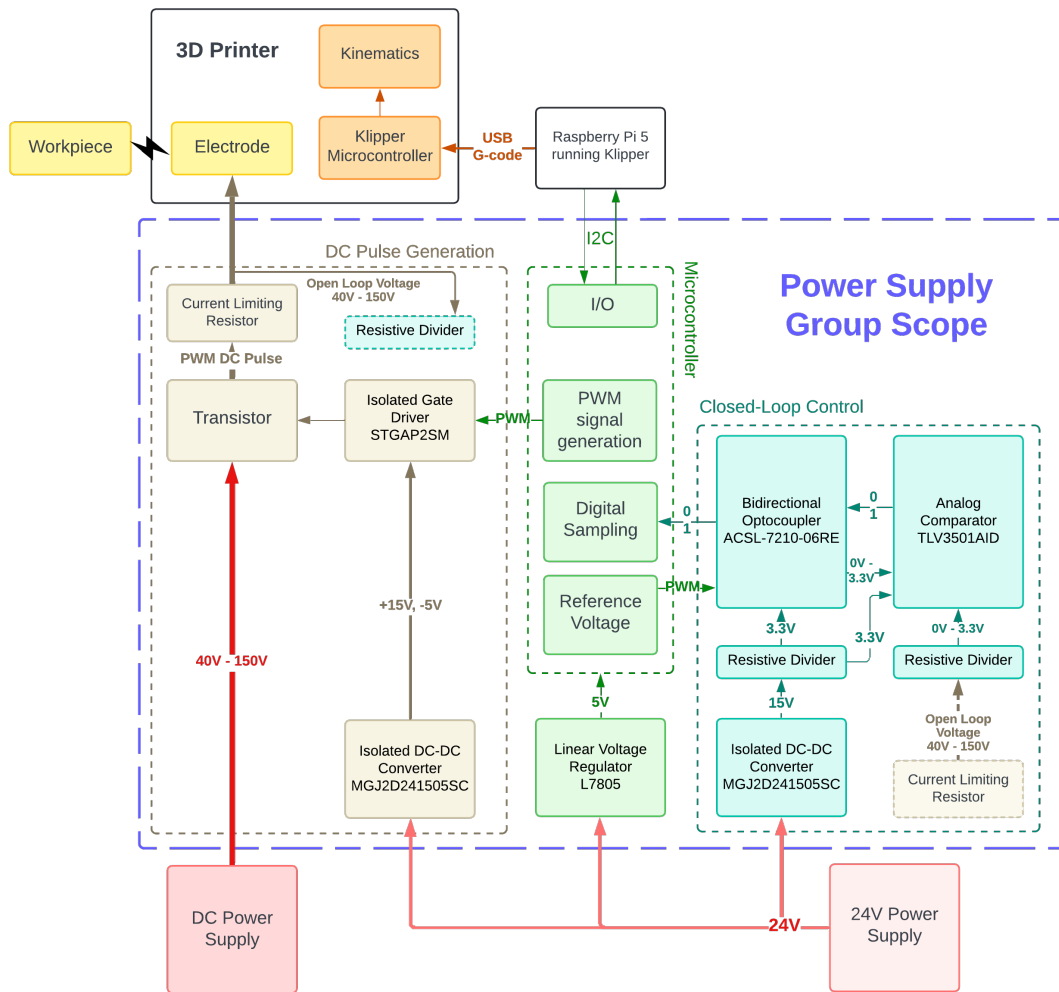 3D Printer
Kinematics
Workpiece
Electrode
Klipper
Microcontroller
USB
G-code
Raspberry Pi 5
running Klipper
I2C
DC Pulse Generation
Open Loop Voltage
40V - 150V
Current Limiting
Resistor
Resistive Divider
PWM DC Pulse
Transistor
Isolated Gate
Driver
STGAP2SM
+15V, -5V
40V - 150V
Isolated DC-DC
Converter
MGJ2D241505SC
Microcontroller
I/O
PWM
PWM
signal
generation
Digital
Sampling
0
1
Reference
Voltage
PWM
5V
Linear Voltage
Regulator
L7805
Power Supply
Group Scope
Closed-Loop Control
Bidirectional
Optocoupler
ACSL-7210-06RE
0
1
Analog
Comparator
TLV3501AID
0V -
3.3V
3.3V
3.3V
0V - 3.3V
Resistive Divider
Resistive Divider
15V
Open Loop
Voltage
40V - 150V
Isolated DC-DC
Converter
MGJ2D241505SC
Current Limiting
Resistor
DC Power
Supply
24V
24V Power
Supply